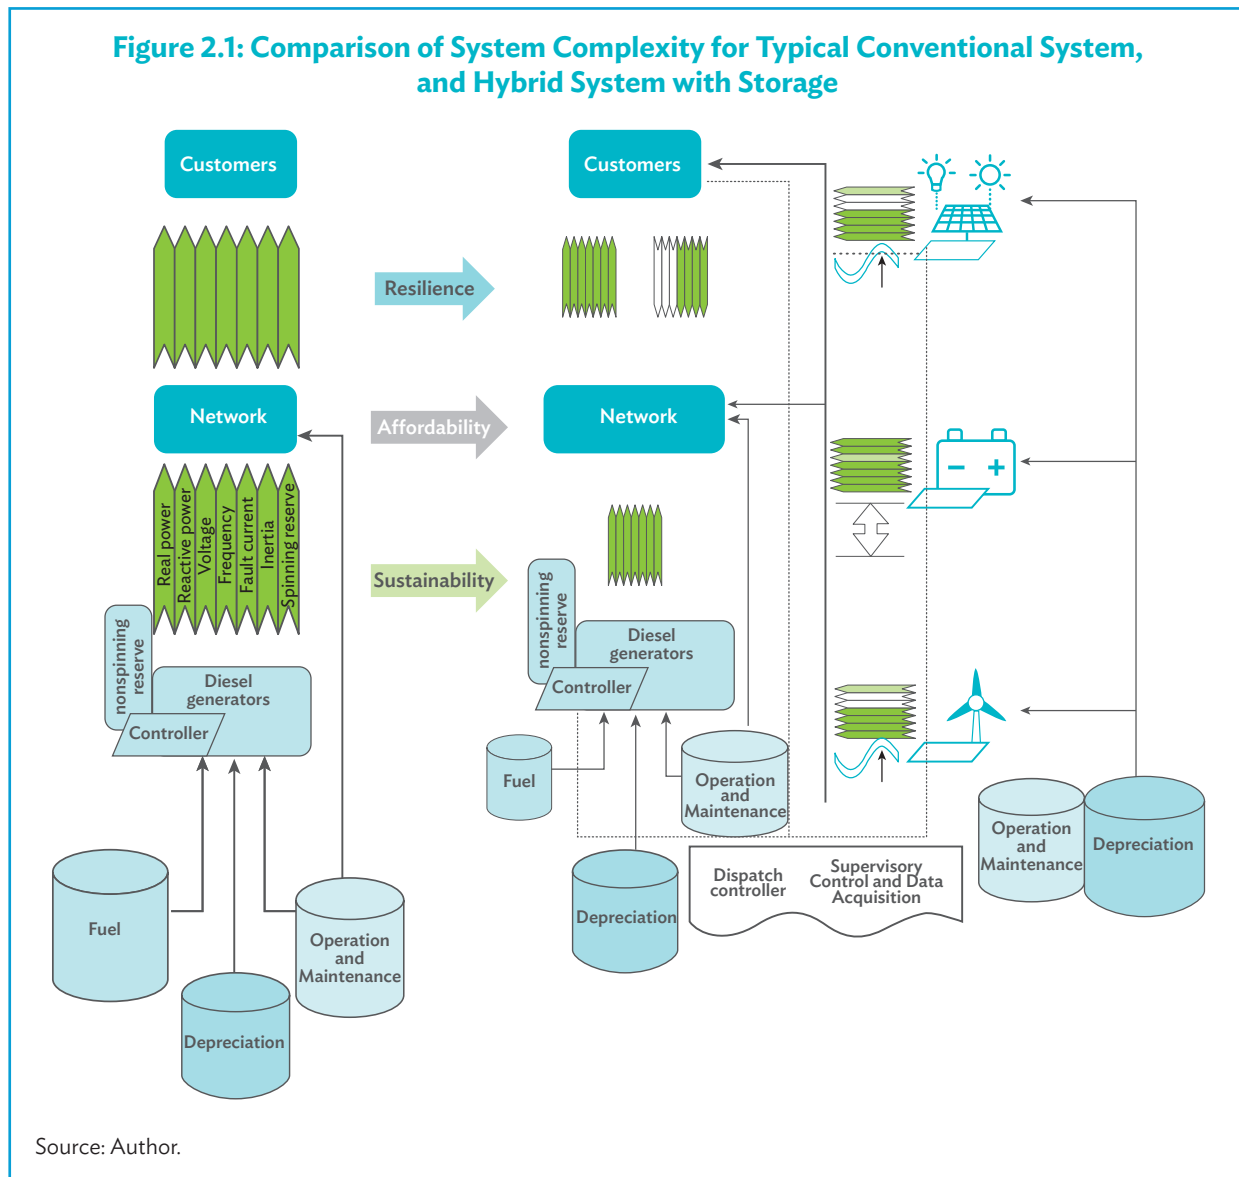 Figure 2.1: Comparison of System Complexity for Typical Conventional System,
and Hybrid System with Storage
Customers
Resilience
Network
Affordability
Real power
Reactive power
Voltage
Frequency
Fault current
Inertia
Spinning reserve
Sustainability
nonspinning
reserve
Diesel
generators
Controller
Fuel
Depreciation
Operation
and
Maintenance
Customers
Network
nonspinning
reserve
Diesel
generators
Controller
Fuel
Operation
and
Maintenance
Depreciation
Dispatch
controller
Supervisory
Control and Data
Acquisition
Operation
and
Maintenance
Depreciation
Source: Author.